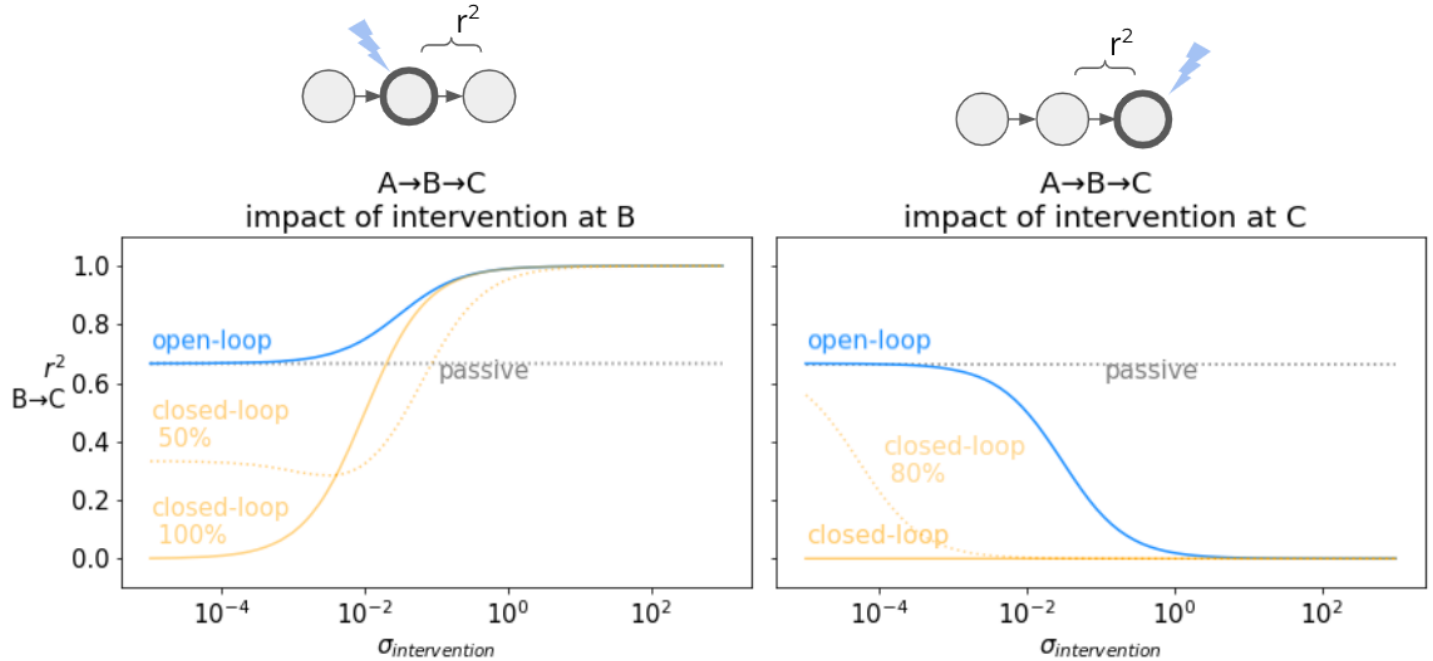 r²
A→B→C
impact of intervention at B
1.0
0.8
0.6
0.4
0.2
0.0
r²
B→C
open-loop
passive
closed-loop
50%
closed-loop
100%
10⁻⁴
10⁻²
10⁰
10²
σintervention
r²
A→B→C
impact of intervention at C
open-loop
passive
closed-loop
80%
closed-loop
10⁻⁴
10⁻²
10⁰
10²
σintervention